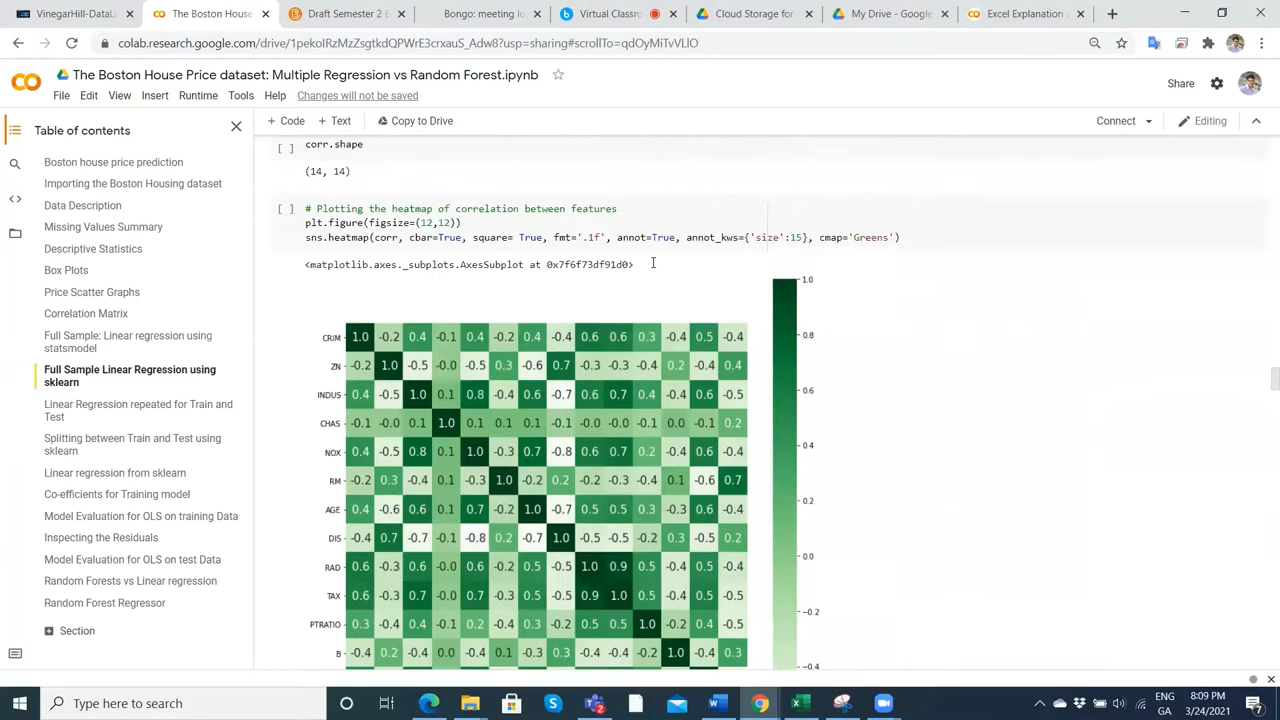 VinegarHill-DataLa
The Boston House
Draft Semester 2 E
Bongo: meeting lo
Virtual Classro
Cloud Storage for
My Drive - Google
Excel Explanation
colab.research.google.com/drive/1pekoIRzMzZsgtkdQPWrE3crxauS_Adw8?usp=sharing#scrollTo=qdOyMiTvVLlO
The Boston House Price dataset: Multiple Regression vs Random Forest.ipynb
File Edit View Insert Runtime Tools Help Changes will not be saved
Share
+ Code + Text Copy to Drive
Connect
Editing
Table of contents
Boston house price prediction
Importing the Boston Housing dataset
Data Description
Missing Values Summary
Descriptive Statistics
Box Plots
Price Scatter Graphs
Correlation Matrix
Full Sample: Linear regression using
statsmodel
Full Sample Linear Regression using
sklearn
Linear Regression repeated for Train and
Test
Splitting between Train and Test using
sklearn
Linear regression from sklearn
Co-efficients for Training model
Model Evaluation for OLS on training Data
Inspecting the Residuals
Model Evaluation for OLS on test Data
Random Forests vs Linear regression
Random Forest Regressor
Section
[ ] corr.shape
(14, 14)
[ ] # Plotting the heatmap of correlation between features
plt.figure(figsize=(12,12))
sns.heatmap(corr, cbar=True, square= True, fmt='.1f', annot=True, annot_kws={'size':15}, cmap='Greens')
<matplotlib.axes._subplots.AxesSubplot at 0x7f6f73df91d0>
CRIM 1.0 -0.2 0.4 -0.1 0.4 -0.2 0.4 -0.4 0.6 0.6 0.3 -0.4 0.5 -0.4
ZN -0.2 1.0 -0.5 -0.0 -0.5 0.3 -0.6 0.7 -0.3 -0.3 -0.4 0.2 -0.4 0.4
INDUS 0.4 -0.5 1.0 0.1 0.8 -0.4 0.6 -0.7 0.6 0.7 0.4 -0.4 0.6 -0.5
CHAS -0.1 -0.0 0.1 1.0 0.1 0.1 0.1 -0.1 -0.0 -0.0 -0.1 0.0 -0.1 0.2
NOX 0.4 -0.5 0.8 0.1 1.0 -0.3 0.7 -0.8 0.6 0.7 0.2 -0.4 0.6 -0.4
RM -0.2 0.3 -0.4 0.1 -0.3 1.0 -0.2 0.2 -0.2 -0.3 -0.4 0.1 -0.6 0.7
AGE 0.4 -0.6 0.6 0.1 0.7 -0.2 1.0 -0.7 0.5 0.5 0.3 -0.3 0.6 -0.4
DIS -0.4 0.7 -0.7 -0.1 -0.8 0.2 -0.7 1.0 -0.5 -0.5 -0.2 0.3 -0.5 0.2
RAD 0.6 -0.3 0.6 -0.0 0.6 -0.2 0.5 -0.5 1.0 0.9 0.5 -0.4 0.5 -0.4
TAX 0.6 -0.3 0.7 -0.0 0.7 -0.3 0.5 -0.5 0.9 1.0 0.5 -0.4 0.5 -0.5
PTRATIO 0.3 -0.4 0.4 -0.1 0.2 -0.4 0.3 -0.2 0.5 0.5 1.0 -0.2 0.4 -0.5
B -0.4 0.2 -0.4 0.0 -0.4 0.1 -0.3 0.3 -0.4 -0.4 -0.2 1.0 -0.4 0.3
1.0
0.8
0.6
0.4
0.2
0.0
−0.2
−0.4
Type here to search
ENG
GA
8:09 PM
3/24/2021
7